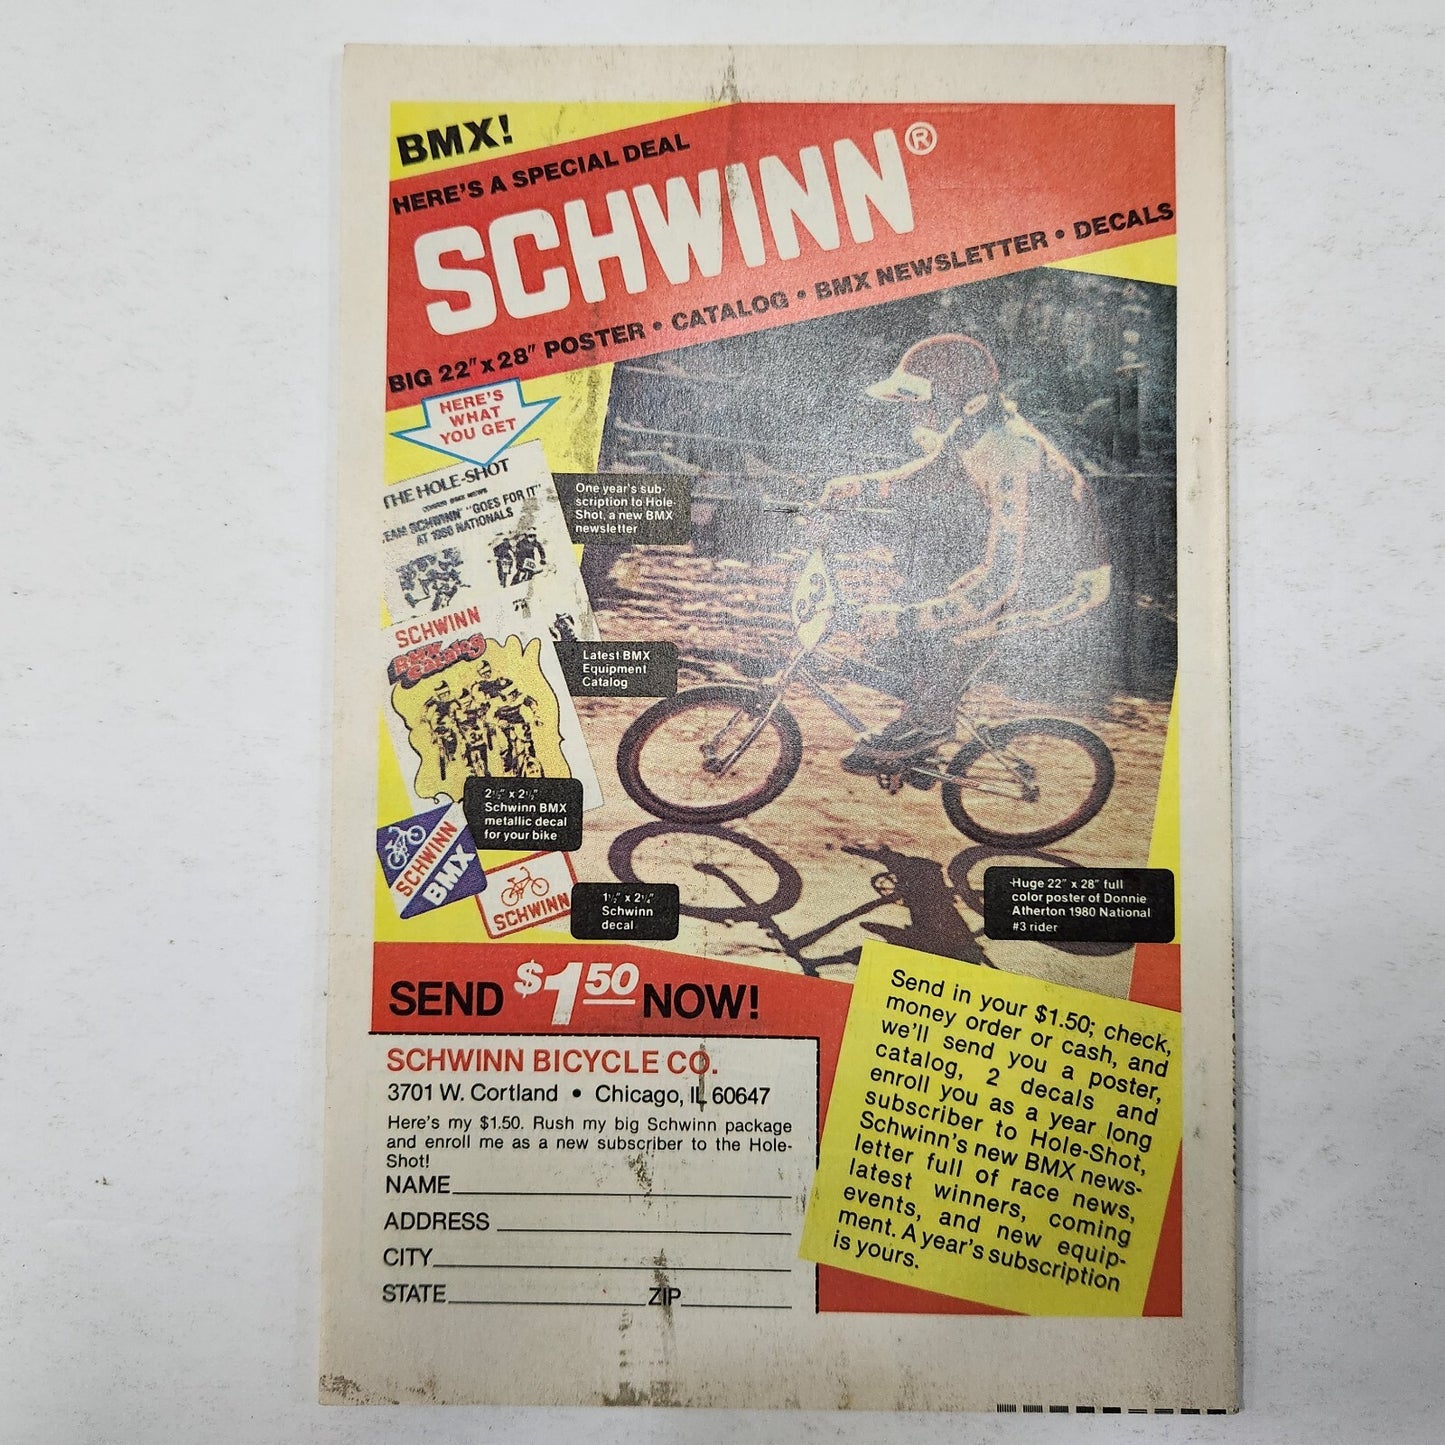 BMX!
HERE'S A SPECIAL DEAL
SCHWINN®
BIG 22" x 28" POSTER • CATALOG • BMX NEWSLETTER • DECALS
HERE'S
WHAT
YOU GET
THE HOLE-SHOT
TEAM SCHWINN "GOES FOR IT"
AT 1980 NATIONALS
One year's sub-
scription to Hole-
Shot, a new BMX
newsletter
SCHWINN
BMX
Catalog
Latest BMX
Equipment
Catalog
2½" x 2½"
Schwinn BMX
metallic decal
for your bike
SCHWINN
BMX
SCHWINN
1½" x 2¼"
Schwinn
decal
Huge 22" x 28" full
color poster of Donnie
Atherton 1980 National
#3 rider
SEND $1.50 NOW!
SCHWINN BICYCLE CO.
3701 W. Cortland • Chicago, IL 60647
Here's my $1.50. Rush my big Schwinn package
and enroll me as a new subscriber to the Hole-
Shot!
NAME
ADDRESS
CITY
STATE ZIP
Send in your $1.50; check,
money order or cash, and
we'll send you a poster,
catalog, 2 decals and
enroll you as a year long
subscriber to Hole-Shot,
Schwinn's new BMX news-
letter full of race news,
latest winners, coming
events, and new equip-
ment. A year's subscription
is yours.